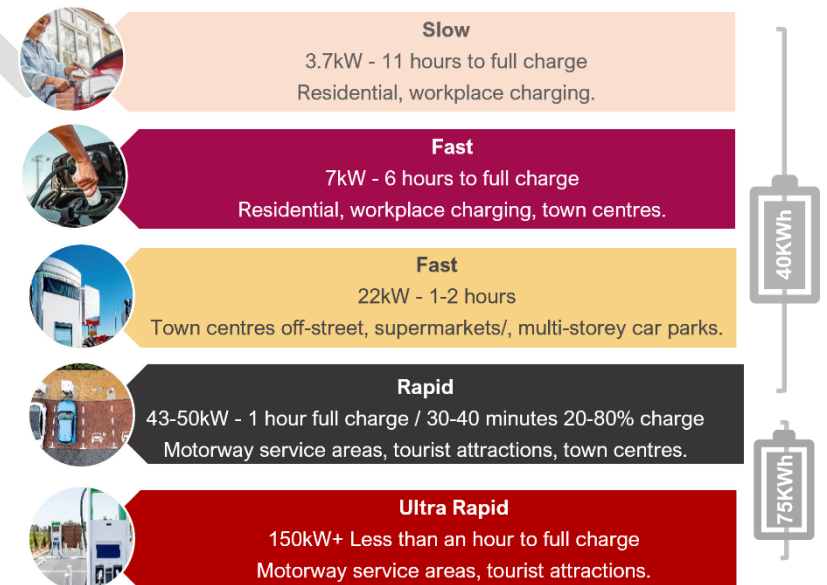 Slow
3.7kW - 11 hours to full charge
Residential, workplace charging.
Fast
7kW - 6 hours to full charge
Residential, workplace charging, town centres.
Fast
22kW - 1-2 hours
Town centres off-street, supermarkets/, multi-storey car parks.
40KWh
Rapid
43-50kW - 1 hour full charge / 30-40 minutes 20-80% charge
Motorway service areas, tourist attractions, town centres.
Ultra Rapid
150kW+ Less than an hour to full charge
Motorway service areas, tourist attractions.
75KWh